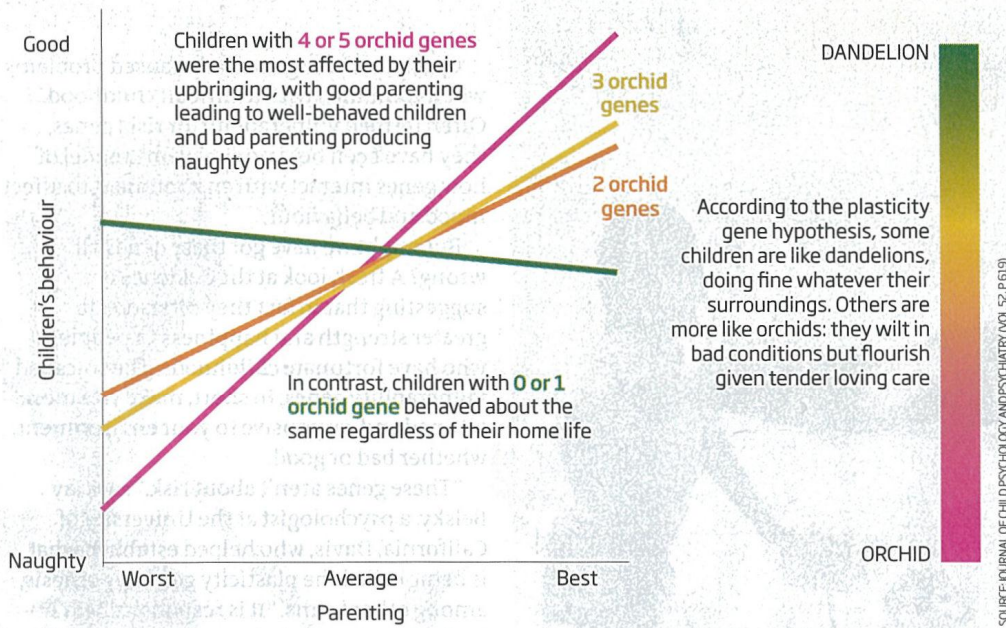 Good
Children with 4 or 5 orchid genes
were the most affected by their
upbringing, with good parenting
leading to well-behaved children
and bad parenting producing
naughty ones
3 orchid
genes
2 orchid
genes
Children's behaviour
In contrast, children with 0 or 1
orchid gene behaved about the
same regardless of their home life
Naughty
Worst
Average
Best
Parenting
DANDELION
According to the plasticity
gene hypothesis, some
children are like dandelions,
doing fine whatever their
surroundings. Others are
more like orchids: they wilt in
bad conditions but flourish
given tender loving care
ORCHID
SOURCE JOURNAL OF CHILD PSYCHOLOGY AND PSYCHIATRY (VOL 52, P 619)